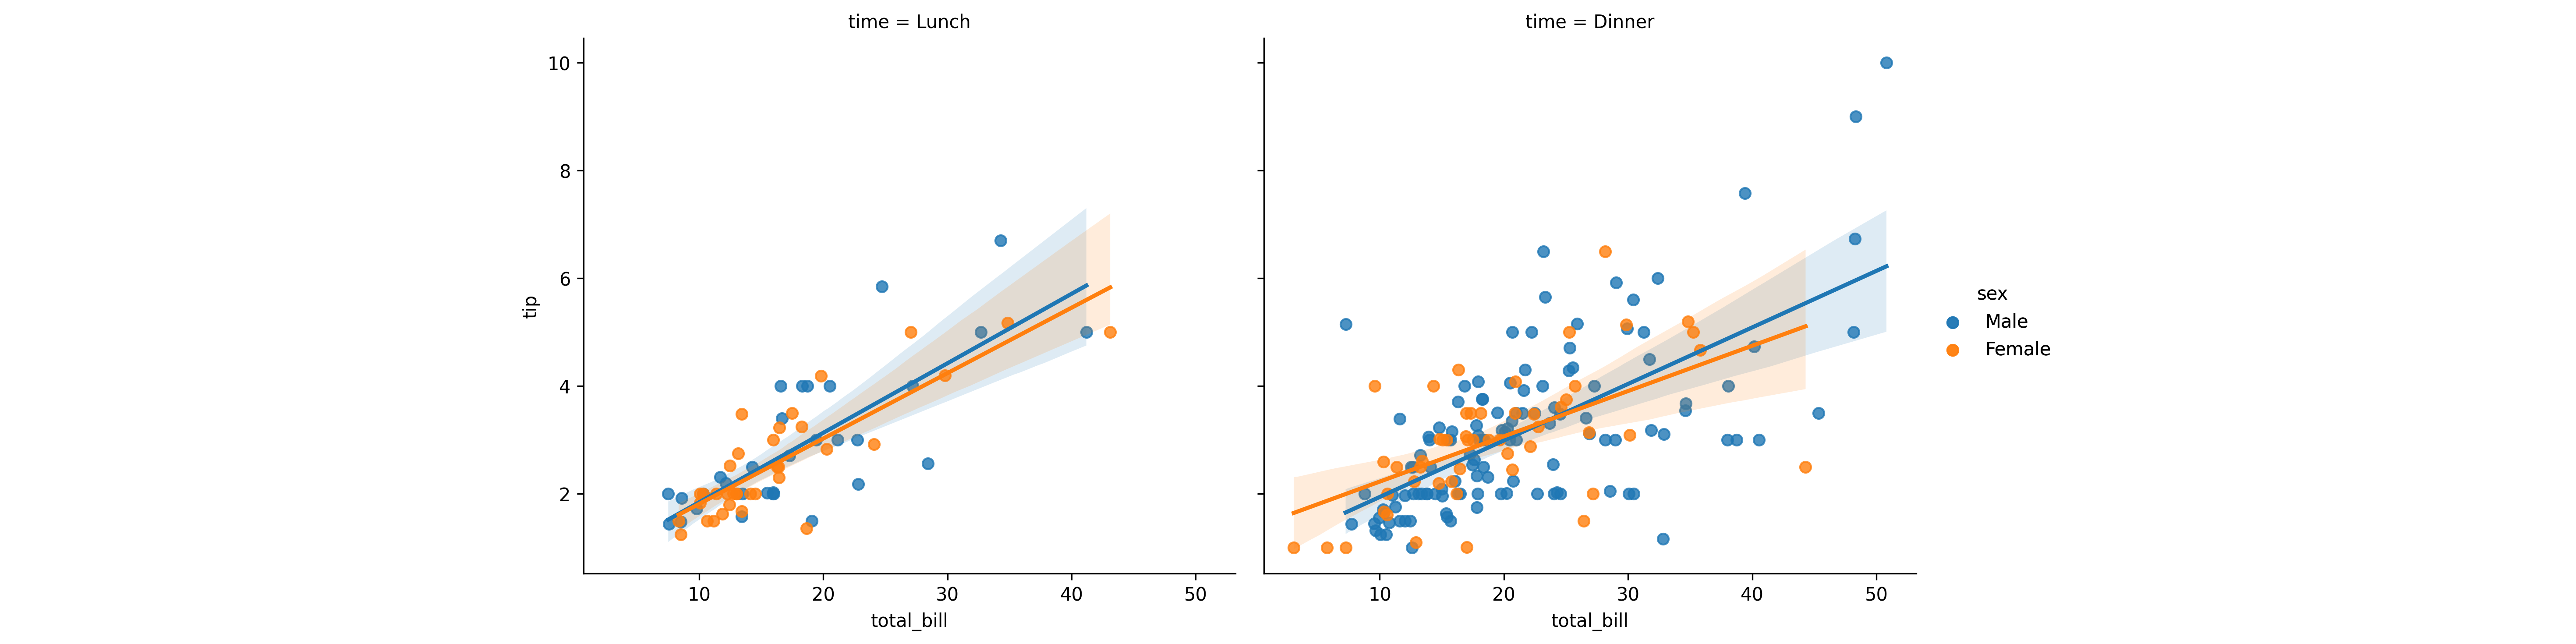 time = Lunch
time = Dinner
10
8
6
4
2
tip
10 20 30 40 50
total_bill
10 20 30 40 50
total_bill
sex
Male
Female